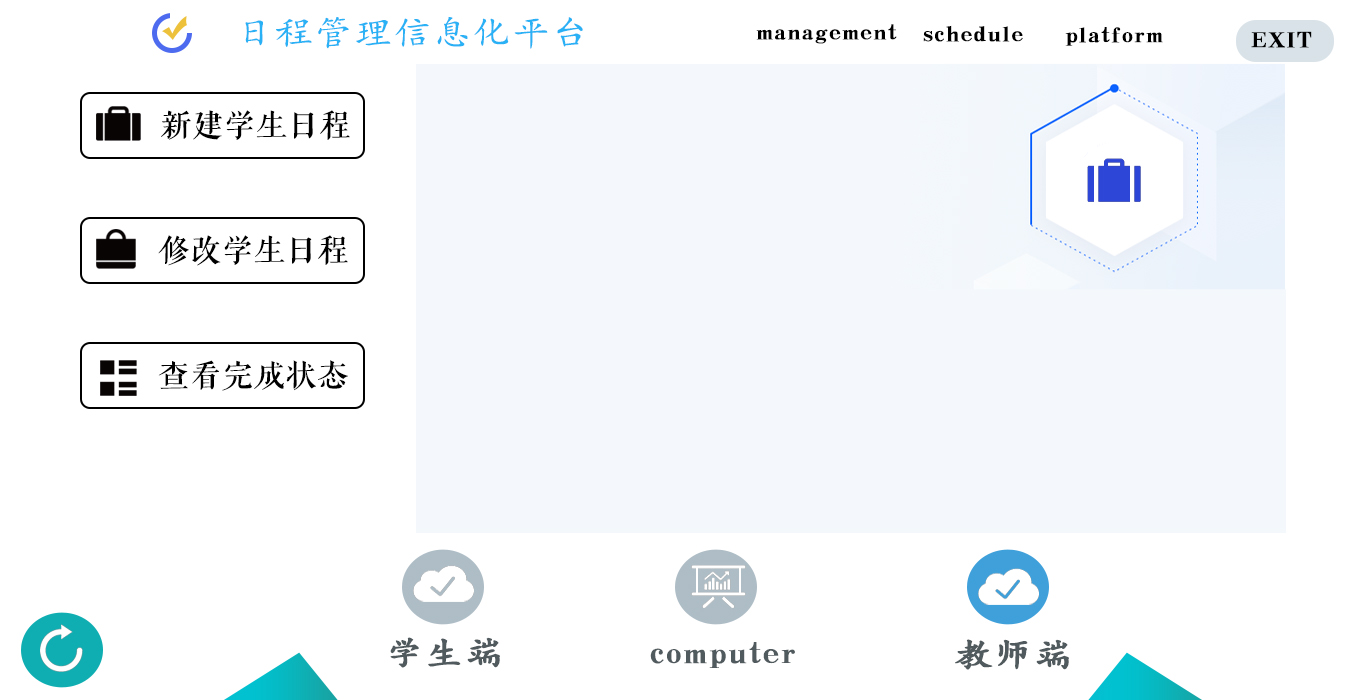 日程管理信息化平台
management schedule platform EXIT
新建学生日程
修改学生日程
查看完成状态
学生端 computer 教师端